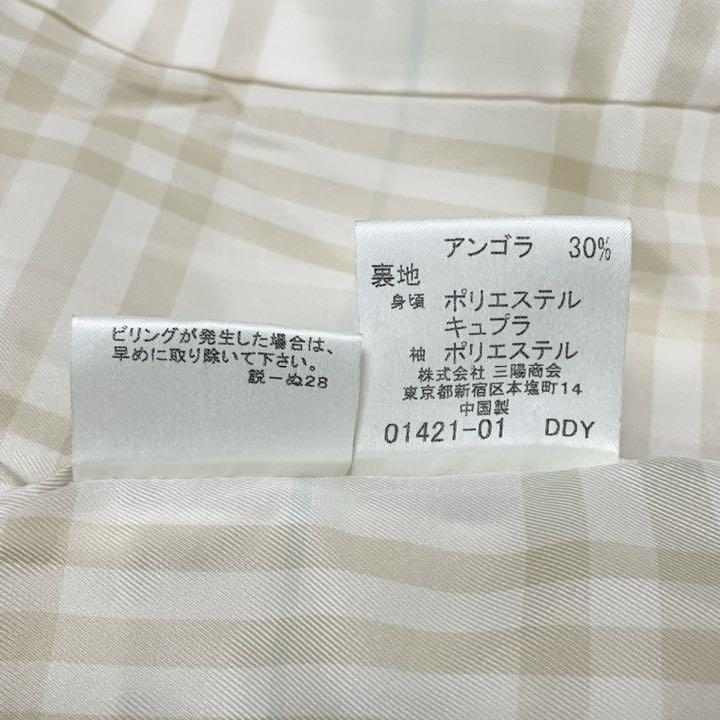 ピリングが発生した場合は、
早めに取り除いて下さい。
説ーぬ28
アンゴラ 30%
裏地
身頃 ポリエステル
キュプラ
袖 ポリエステル
株式会社 三陽商会
東京都新宿区本塩町14
中国製
01421-01 DDY